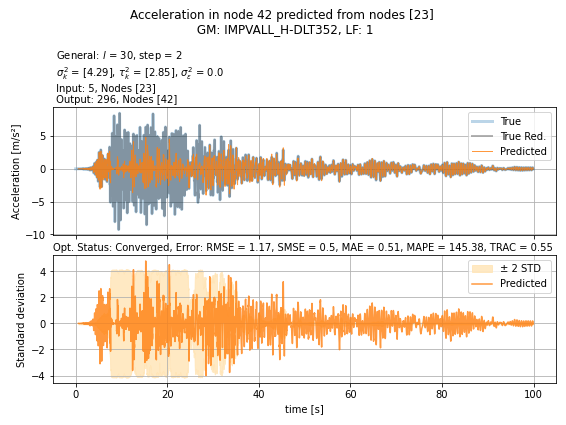 Acceleration in node 42 predicted from nodes [23]
GM: IMPVALL_H-DLT352, LF: 1
General: l = 30, step = 2
σ²ₖ = [4.29], τ²ₖ = [2.85], σ²ε = 0.0
Input: 5, Nodes [23]
Output: 296, Nodes [42]
True
True Red.
Predicted
Acceleration [m/s²]
5
0
−5
−10
Opt. Status: Converged, Error: RMSE = 1.17, SMSE = 0.5, MAE = 0.51, MAPE = 145.38, TRAC = 0.55
± 2 STD
Predicted
Standard deviation
4
2
0
−2
−4
0 20 40 60 80 100
time [s]